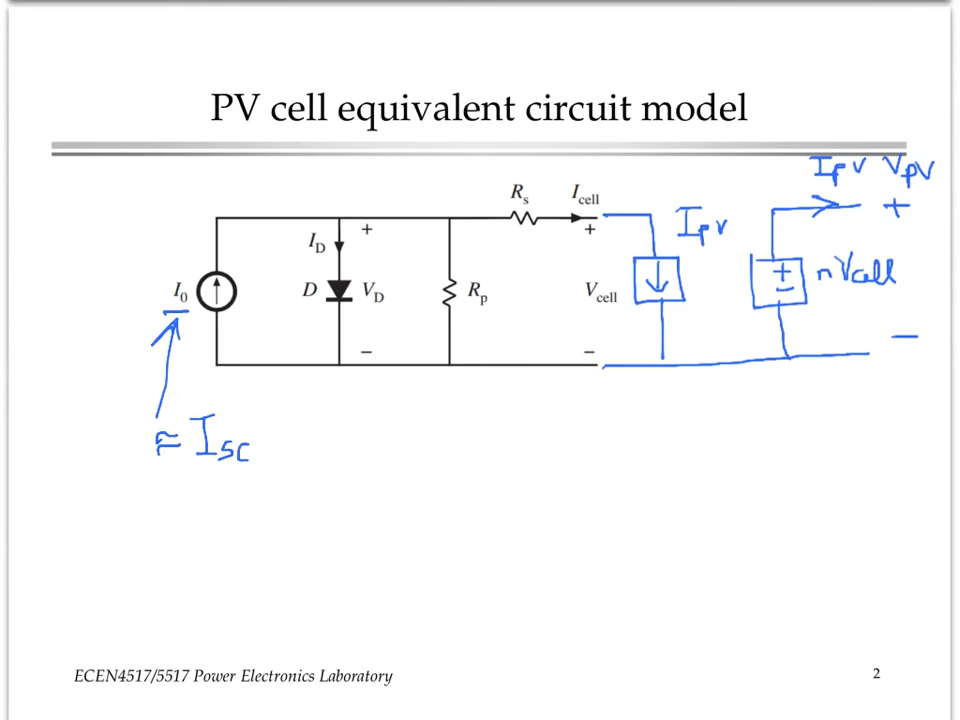 PV cell equivalent circuit model
Ipv Vpv
Rs Icell
+ + +
ID Ipv
I0 D VD Rp Vcell + − nVcell
− − −
≈ Isc
ECEN4517/5517 Power Electronics Laboratory 2